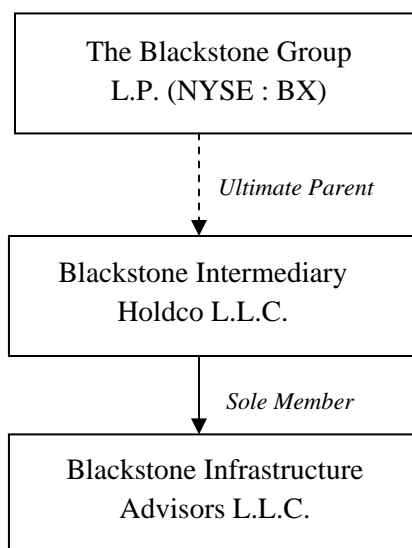 The Blackstone Group
L.P. (NYSE : BX)
Ultimate Parent
Blackstone Intermediary
Holdco L.L.C.
Sole Member
Blackstone Infrastructure
Advisors L.L.C.